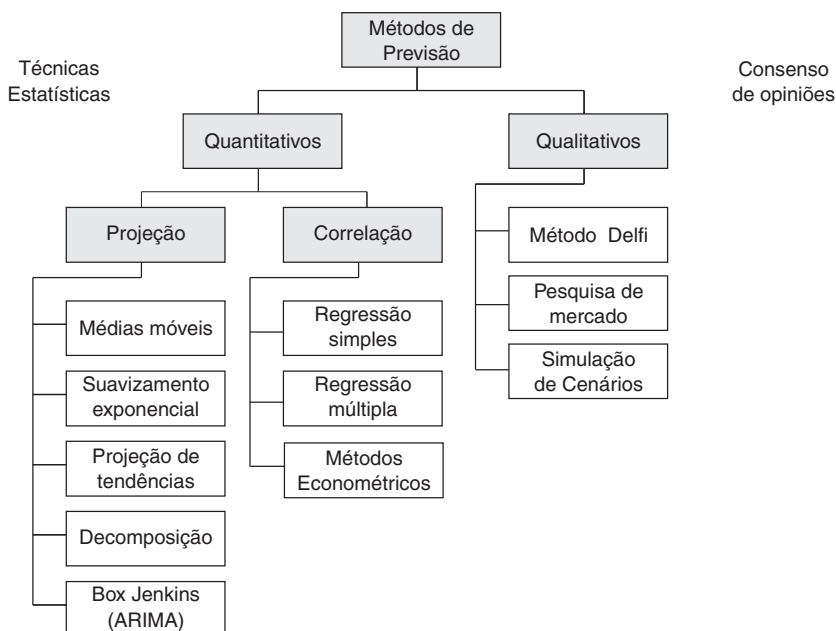 Métodos de
Previsão
Técnicas
Estatísticas
Consenso
de opiniões
Quantitativos
Qualitativos
Projeção
Correlação
Médias móveis
Suavizamento
exponencial
Projeção de
tendências
Decomposição
Box Jenkins
(ARIMA)
Regressão
simples
Regressão
múltipla
Métodos
Econométricos
Método Delfi
Pesquisa de
mercado
Simulação
de Cenários